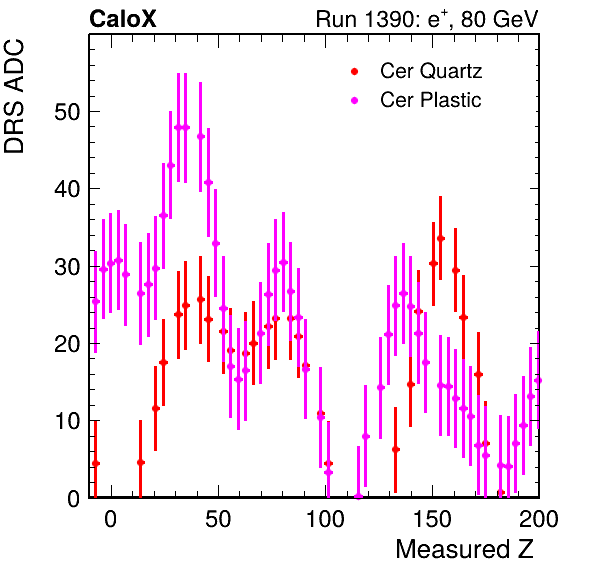 CaloX Run 1390: e+, 80 GeV
DRS ADC
Cer Quartz
Cer Plastic
50
40
30
20
10
0
0 50 100 150 200
Measured Z